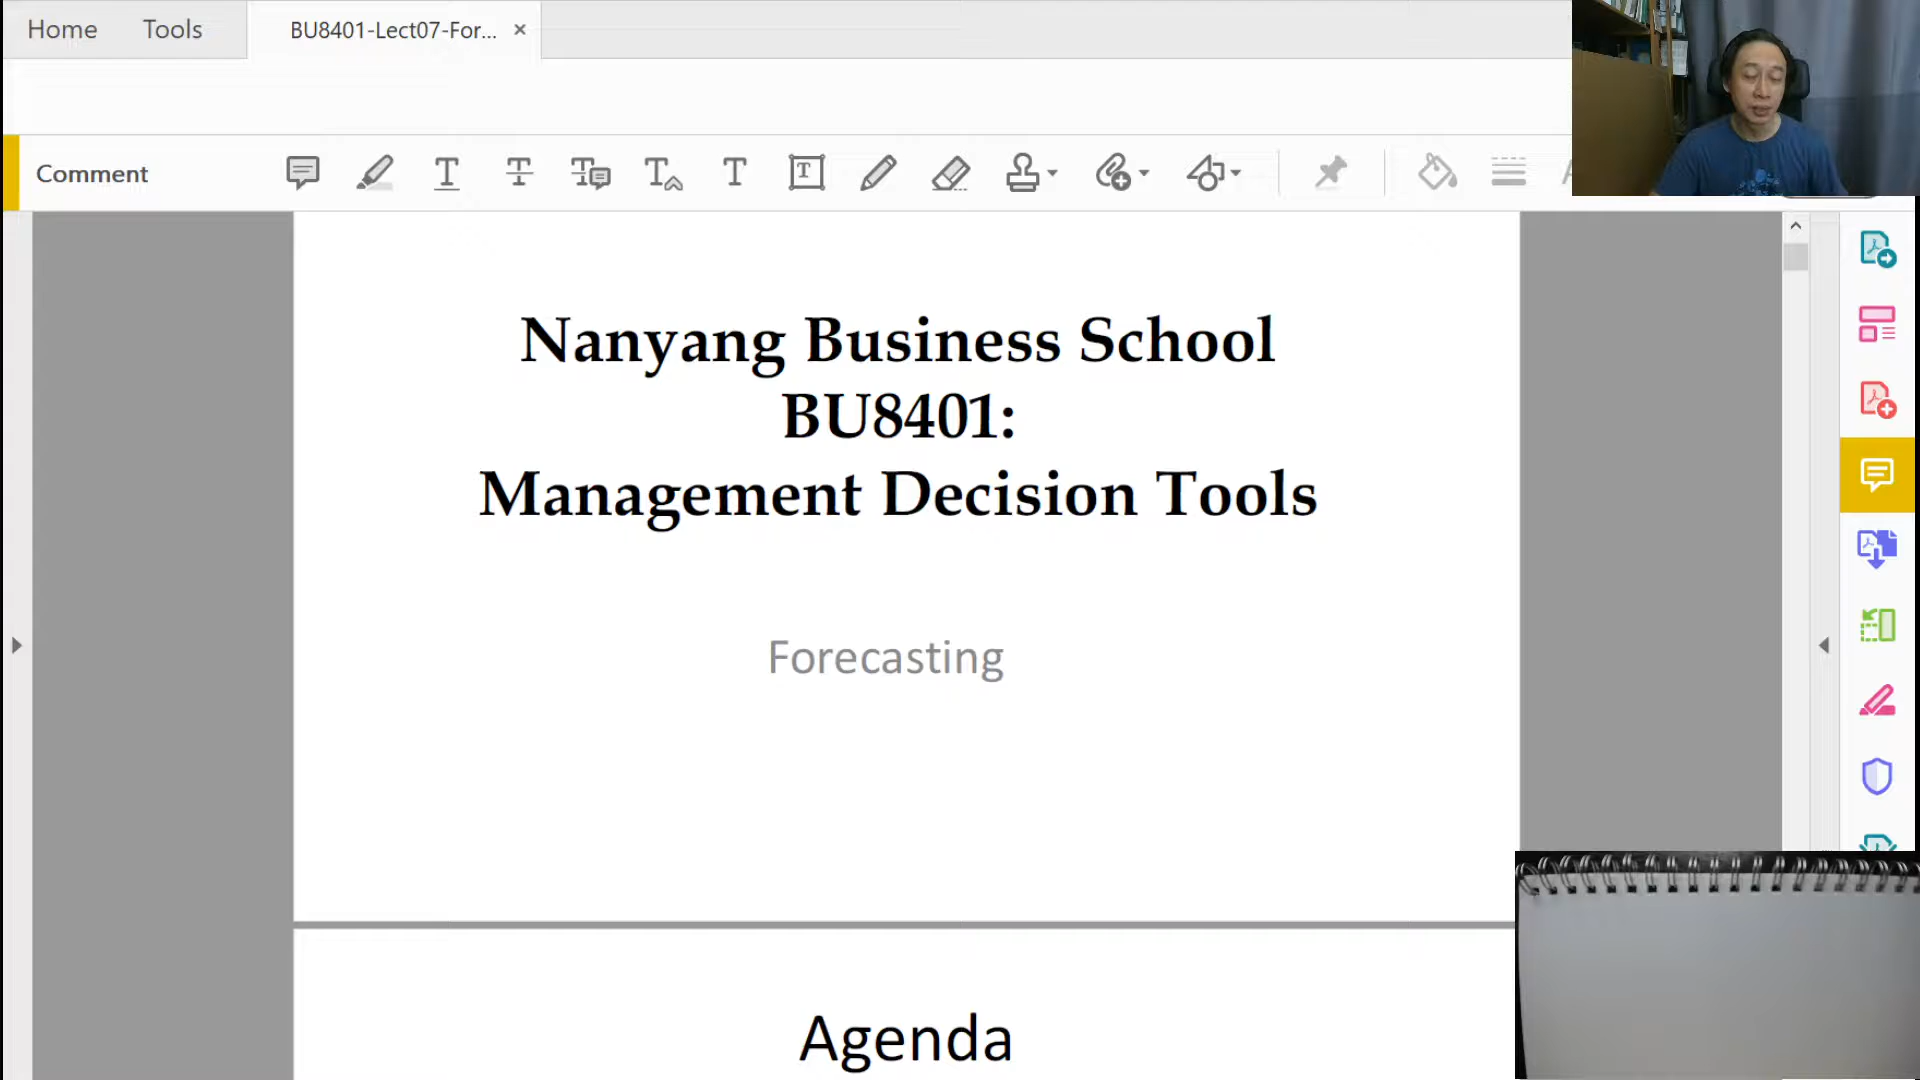 Home Tools BU8401-Lect07-For... ×
Comment
Nanyang Business School
BU8401:
Management Decision Tools
Forecasting
Agenda